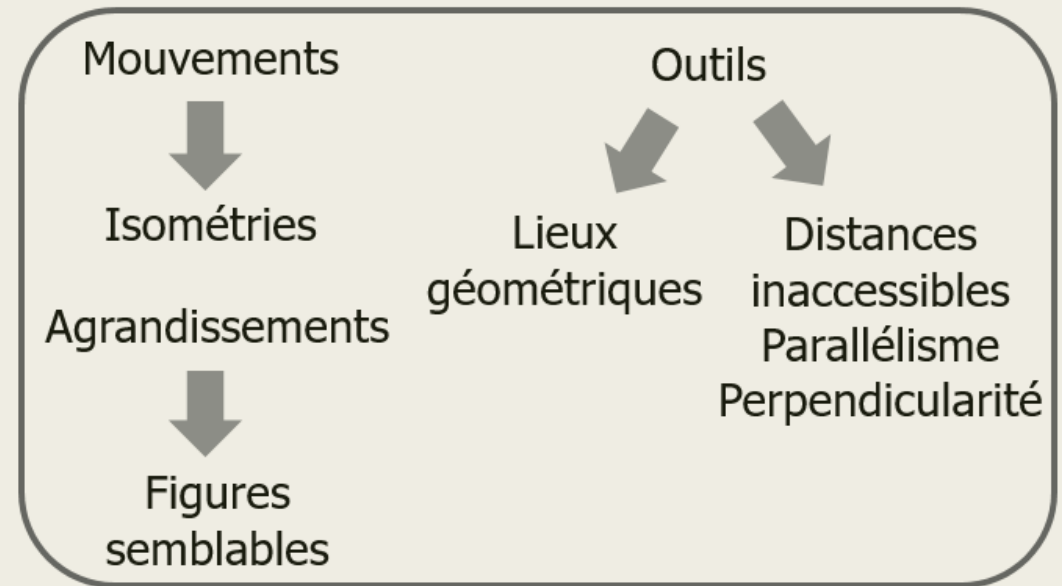 Mouvements
Isométries
Agrandissements
Figures
semblables
Outils
Lieux
géométriques
Distances
inaccessibles
Parallélisme
Perpendicularité